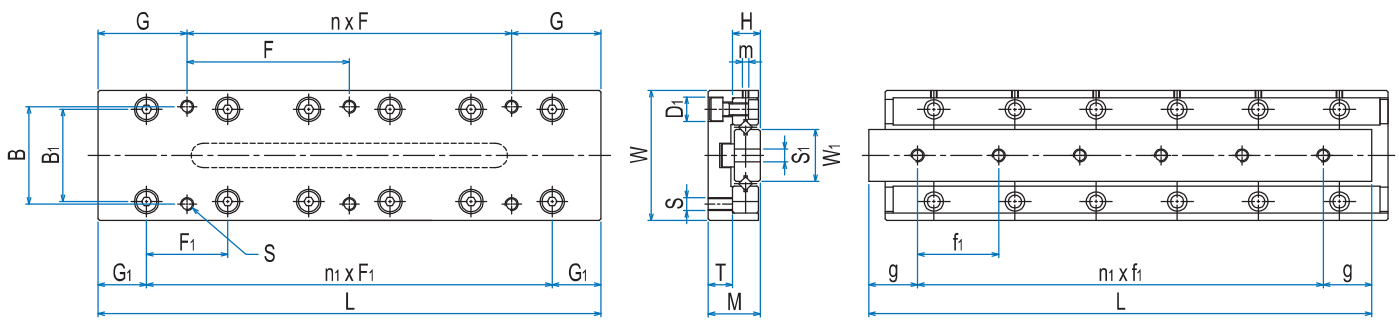 G n x F G
F
B B1
F1 S
G1 n1 x F1 G1
L
H
m
D1
W S1 W1
S
T
M
f1
g n1 x f1 g
L